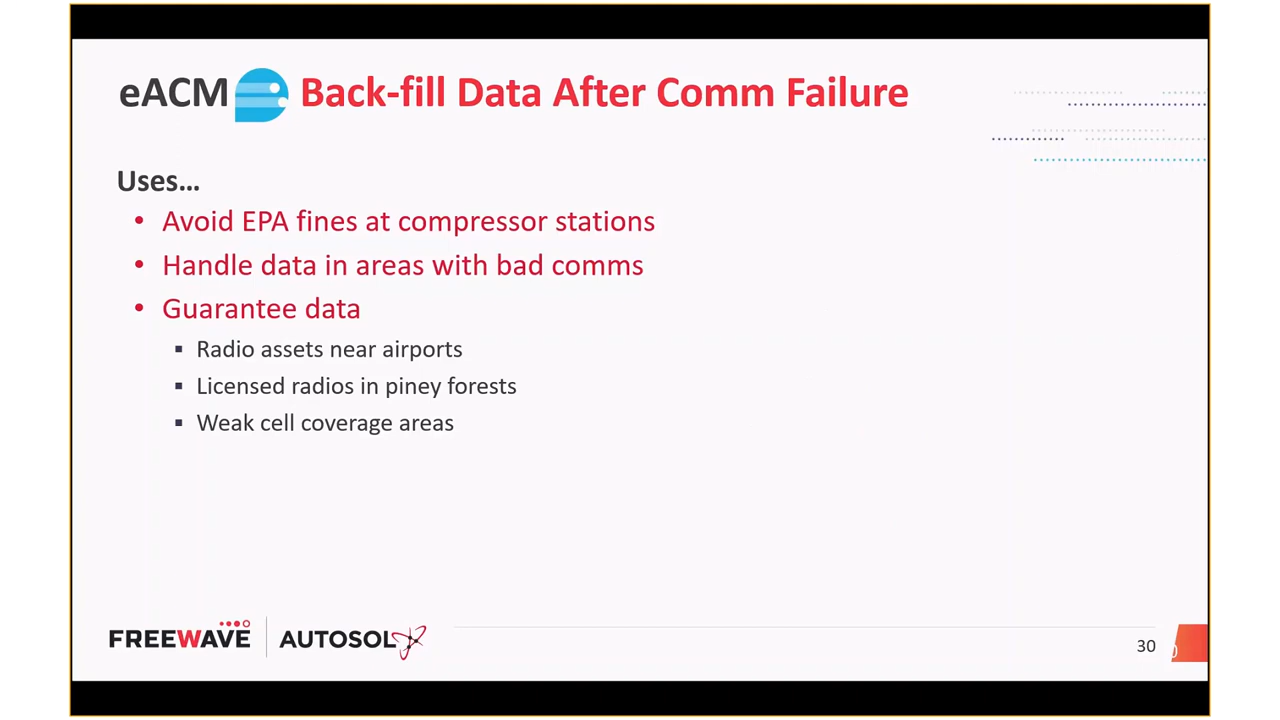 eACM Back-fill Data After Comm Failure
Uses…
• Avoid EPA fines at compressor stations
• Handle data in areas with bad comms
• Guarantee data
▪ Radio assets near airports
▪ Licensed radios in piney forests
▪ Weak cell coverage areas
FREEWAVE AUTOSOL
30